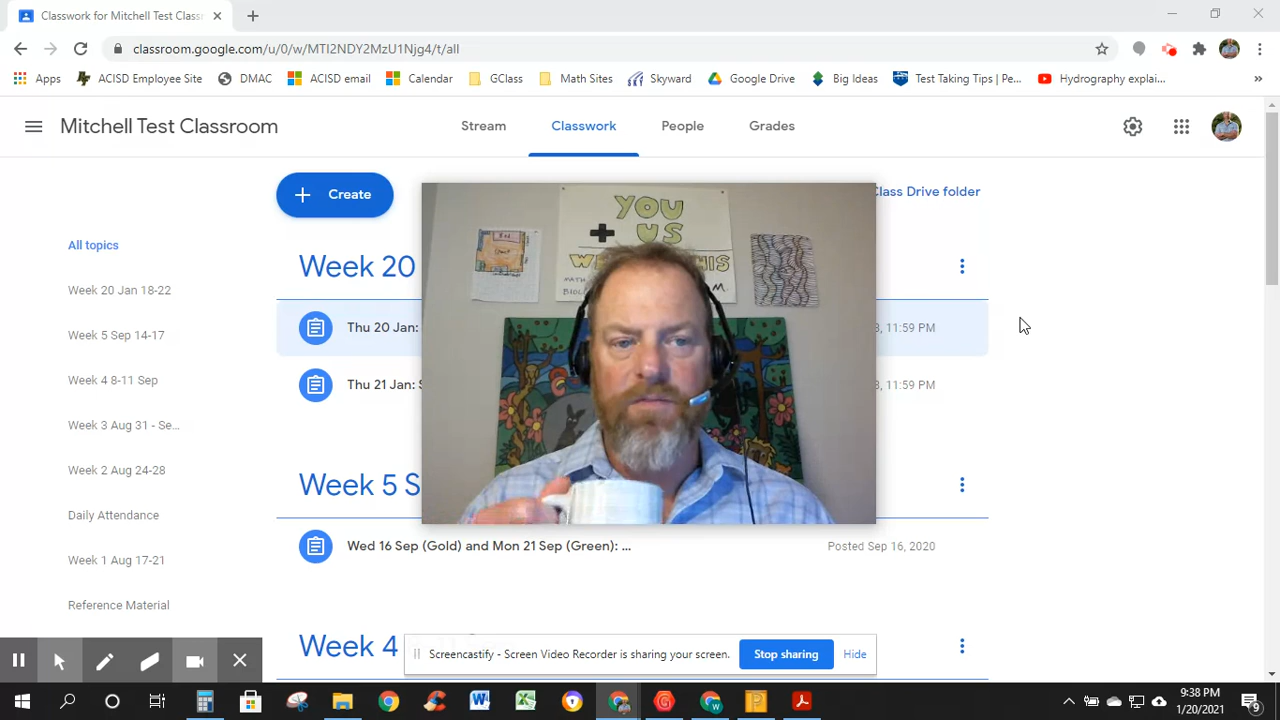 Classwork for Mitchell Test Class
classroom.google.com/u/0/w/MTI2NDY2MzU1Njg4/t/all
Apps ACISD Employee Site DMAC ACISD email Calendar GClass Math Sites Skyward Google Drive Big Ideas Test Taking Tips | Pe... Hydrography explai... »
Mitchell Test Classroom Stream Classwork People Grades
+ Create Class Drive folder
All topics
Week 20 Jan 18-22
Week 5 Sep 14-17
Week 4 8-11 Sep
Week 3 Aug 31 - Se...
Week 2 Aug 24-28
Daily Attendance
Week 1 Aug 17-21
Reference Material
Week 20
Thu 20 Jan: 11:59 PM
Thu 21 Jan: 11:59 PM
Week 5 S
Wed 16 Sep (Gold) and Mon 21 Sep (Green): ... Posted Sep 16, 2020
Week 4
YOU
+ US
MATH
Screencastify - Screen Video Recorder is sharing your screen. Stop sharing Hide
9:38 PM
1/20/2021
9